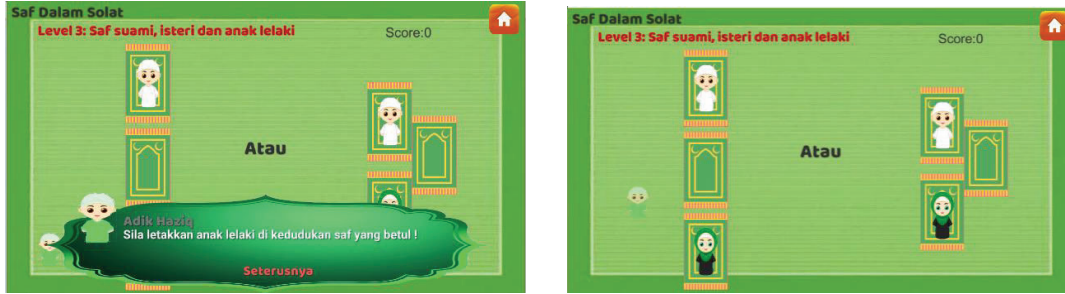 Saf Dalam Solat
Level 3: Saf suami, isteri dan anak lelaki
Score:0
Atau
Adik Haziq
Sila letakkan anak lelaki di kedudukan saf yang betul !
Seterusnya
Saf Dalam Solat
Level 3: Saf suami, isteri dan anak lelaki
Score:0
Atau